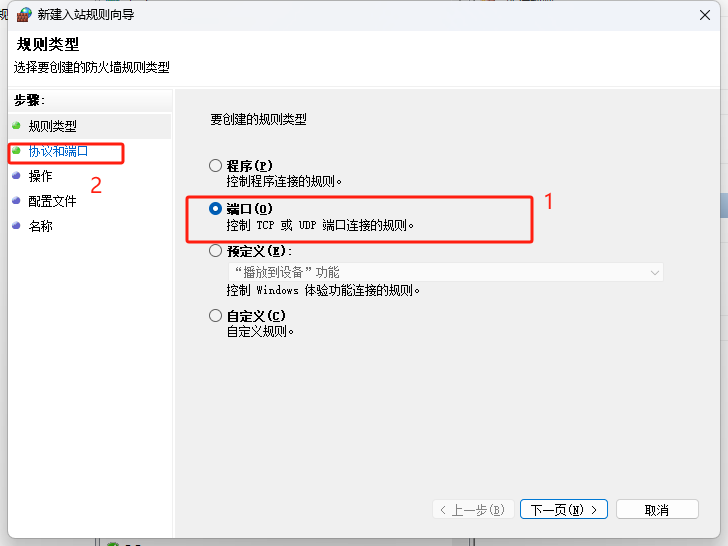 新建入站规则向导
规则类型
选择要创建的防火墙规则类型
步骤:
规则类型
协议和端口
操作
配置文件
名称
2
要创建的规则类型
程序(P)
控制程序连接的规则。
端口(O)
控制 TCP 或 UDP 端口连接的规则。
1
预定义(E):
“播放到设备”功能
控制 Windows 体验功能连接的规则。
自定义(C)
自定义规则。
< 上一步(B)
下一页(N) >
取消